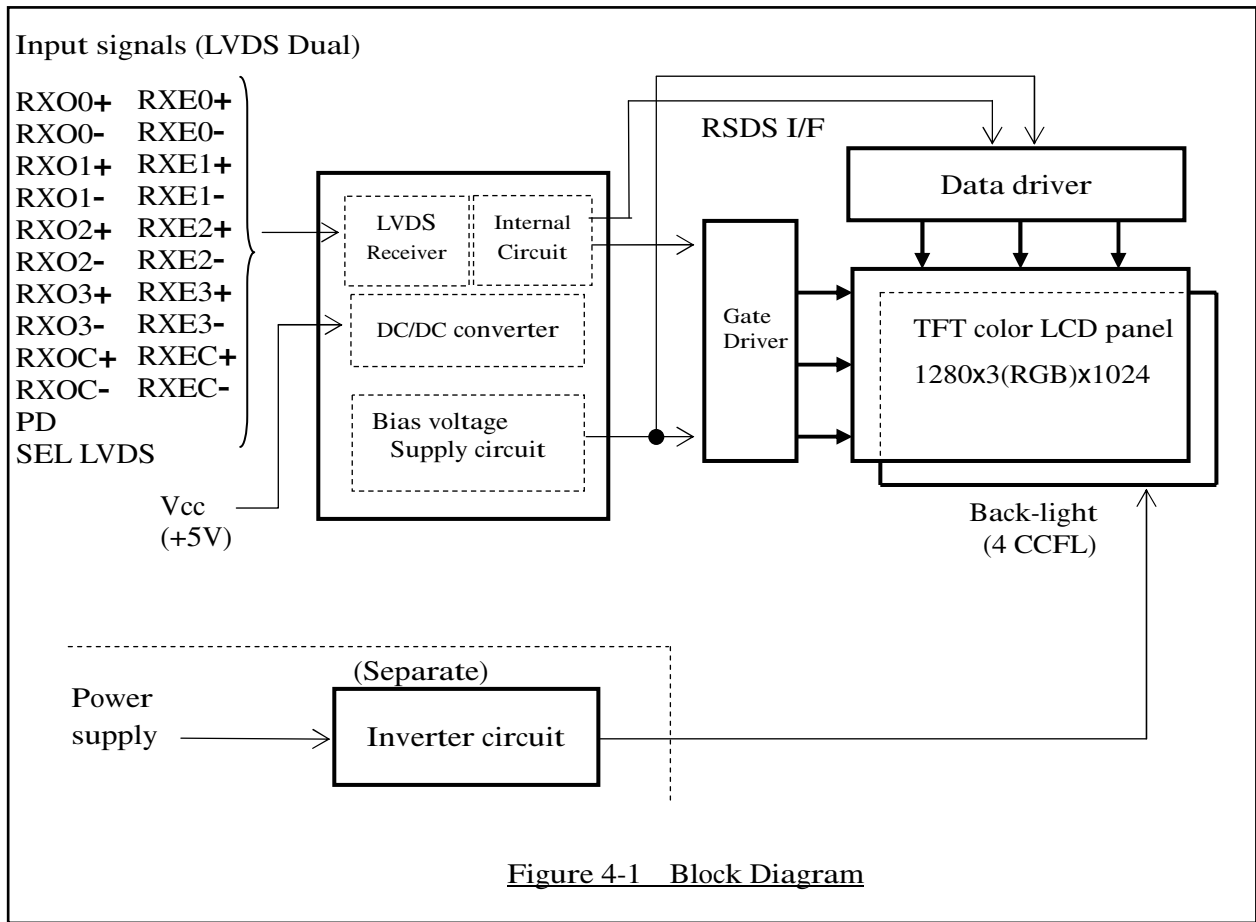 Input signals (LVDS Dual)
RXO0+ RXE0+
RXO0- RXE0-
RXO1+ RXE1+
RXO1- RXE1-
RXO2+ RXE2+
RXO2- RXE2-
RXO3+ RXE3+
RXO3- RXE3-
RXOC+ RXEC+
RXOC- RXEC-
PD
SEL LVDS
Vcc
(+5V)
LVDS
Receiver
Internal
Circuit
DC/DC converter
Bias voltage
Supply circuit
RSDS I/F
Data driver
Gate
Driver
TFT color LCD panel
1280x3(RGB)x1024
Back-light
(4 CCFL)
(Separate)
Power
supply
Inverter circuit
Figure 4-1 Block Diagram